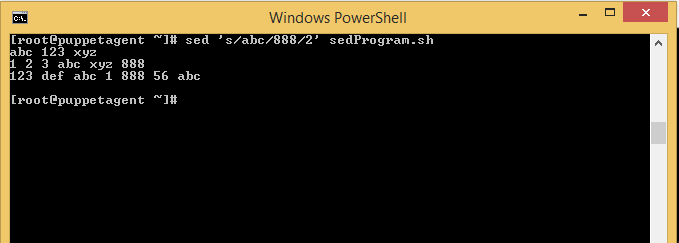 Windows PowerShell
[root@puppetagent ~]# sed 's/abc/888/2' sedProgram.sh
abc 123 xyz
1 2 3 abc xyz 888
123 def abc 1 888 56 abc
[root@puppetagent ~]#